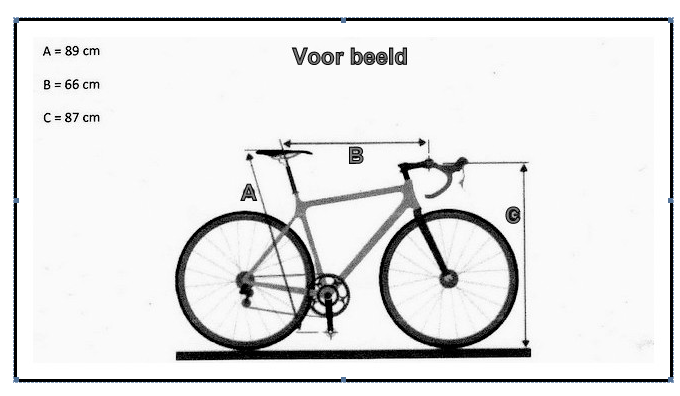 A = 89 cm
Voor beeld
B = 66 cm
C = 87 cm
B
A
C